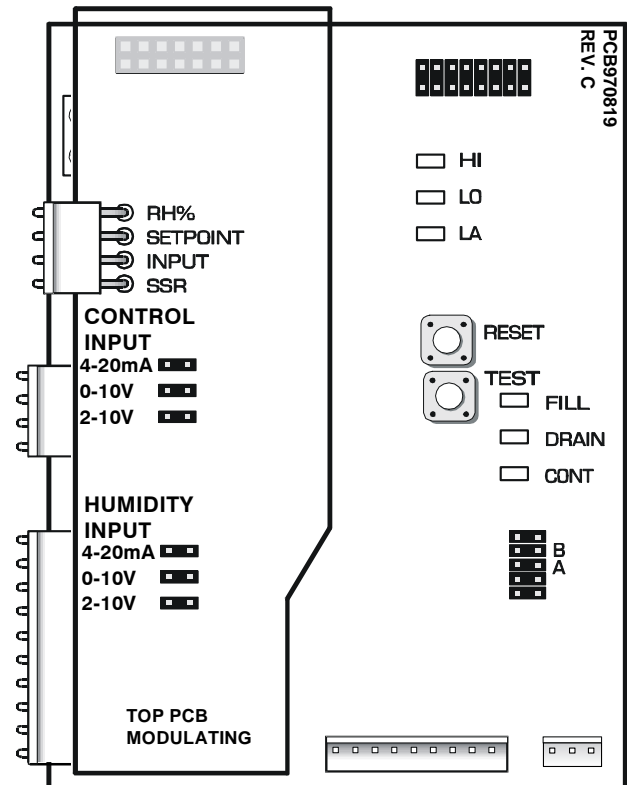 PCB970819
REV. C
HI
LO
LA
RH%
SETPOINT
INPUT
SSR
CONTROL
INPUT
4-20mA
0-10V
2-10V
RESET
TEST
FILL
DRAIN
CONT
HUMIDITY
INPUT
4-20mA
0-10V
2-10V
B
A
TOP PCB
MODULATING